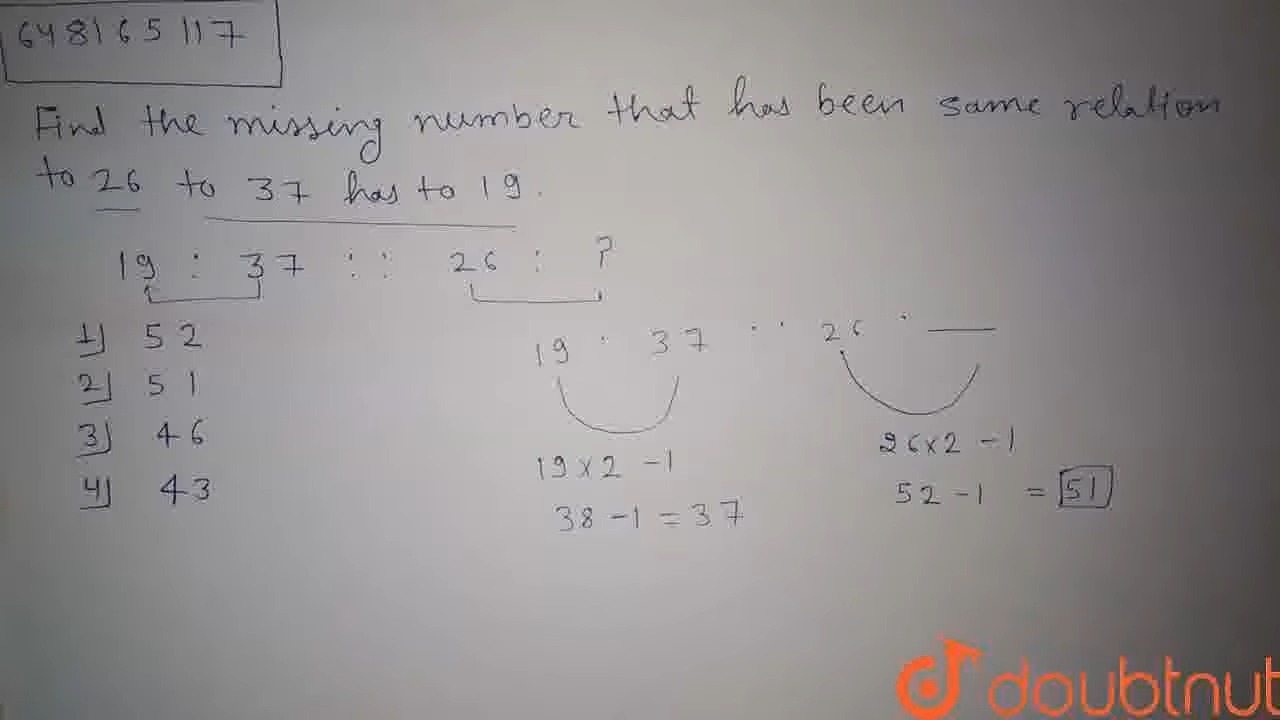 648165117
Find the missing number that has been same relation
to 26 to 37 has to 19.
19 : 37 :: 26 : ?
1) 52
2) 51
3) 46
4) 43
19 : 37 :: 26 : __
19 x 2 - 1
38 - 1 = 37
26 x 2 - 1
52 - 1 = 51
doubtnut